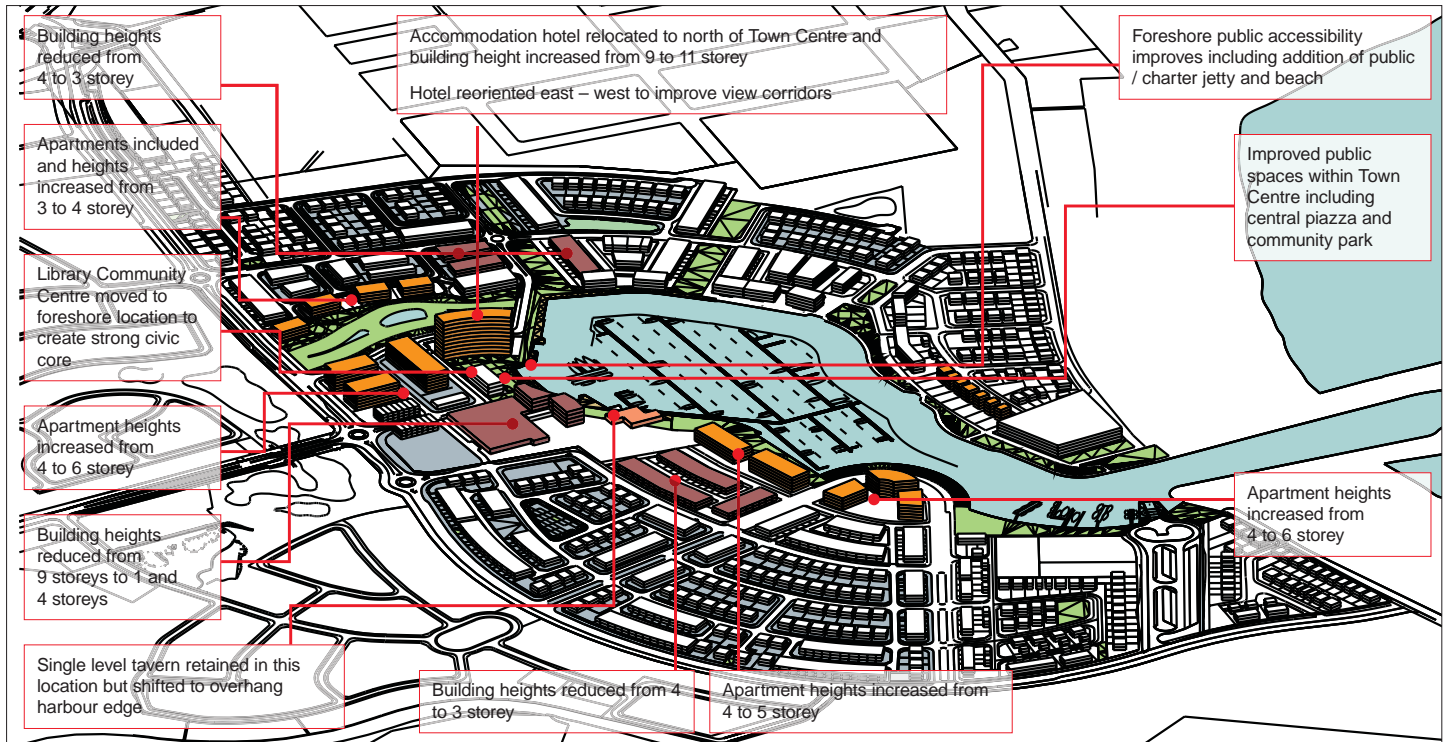 Building heights
reduced from
4 to 3 storey
Accommodation hotel relocated to north of Town Centre and
building height increased from 9 to 11 storey
Hotel reoriented east – west to improve view corridors
Foreshore public accessibility
improves including addition of public
/ charter jetty and beach
Apartments included
and heights
increased from
3 to 4 storey
Improved public
spaces within Town
Centre including
central piazza and
community park
Library Community
Centre moved to
foreshore location to
create strong civic
core
Apartment heights
increased from
4 to 6 storey
Building heights
reduced from
9 storeys to 1 and
4 storeys
Apartment heights
increased from
4 to 6 storey
Single level tavern retained in this
location but shifted to overhang
harbour edge
Building heights reduced from 4
to 3 storey
Apartment heights increased from
4 to 5 storey